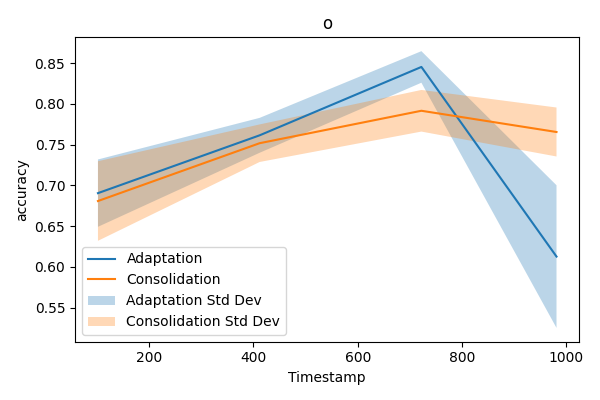 o
accuracy
0.85
0.80
0.75
0.70
0.65
0.60
0.55
Adaptation
Consolidation
Adaptation Std Dev
Consolidation Std Dev
200 400 600 800 1000
Timestamp